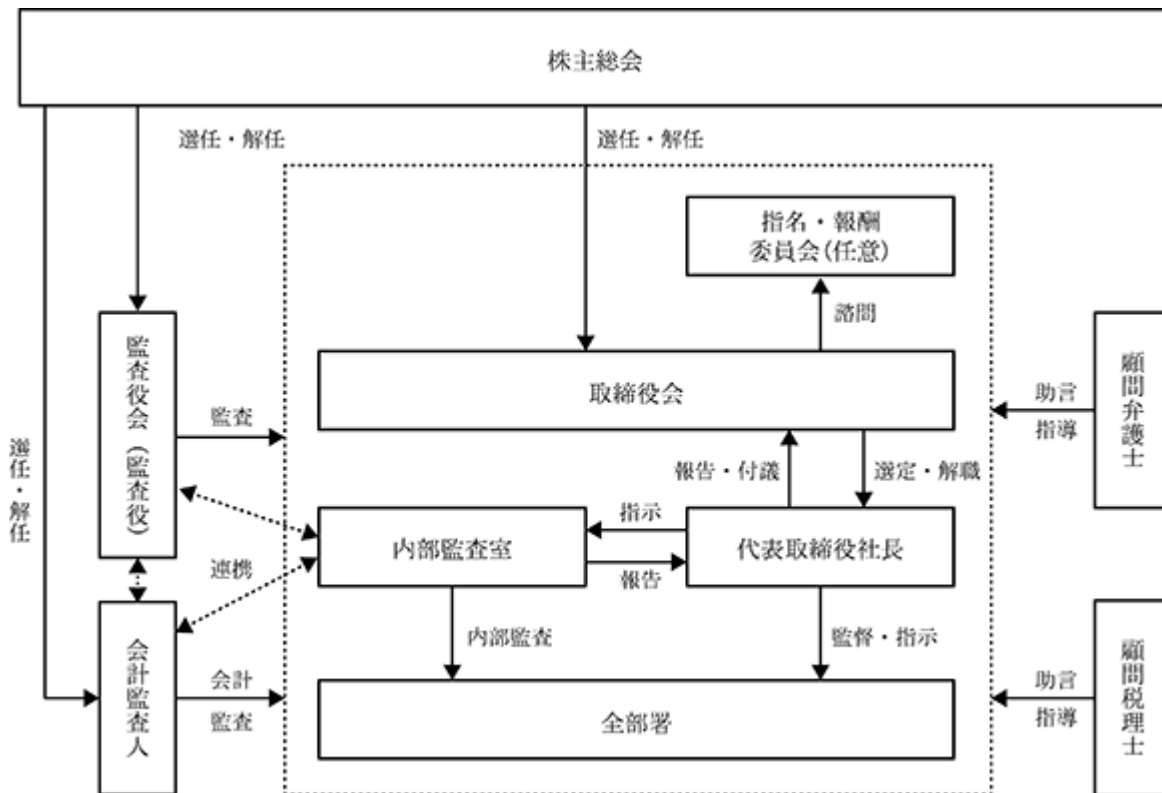 株主総会
選任・解任
選任・解任
指名・報酬
委員会(任意)
諮問
取締役会
監査役会(監査役)
監査
助言
指導
顧問弁護士
選任・解任
報告・付議
選定・解職
内部監査室
指示
報告
代表取締役社長
連携
内部監査
監督・指示
会計監査人
会計
監査
全部署
助言
指導
顧問税理士